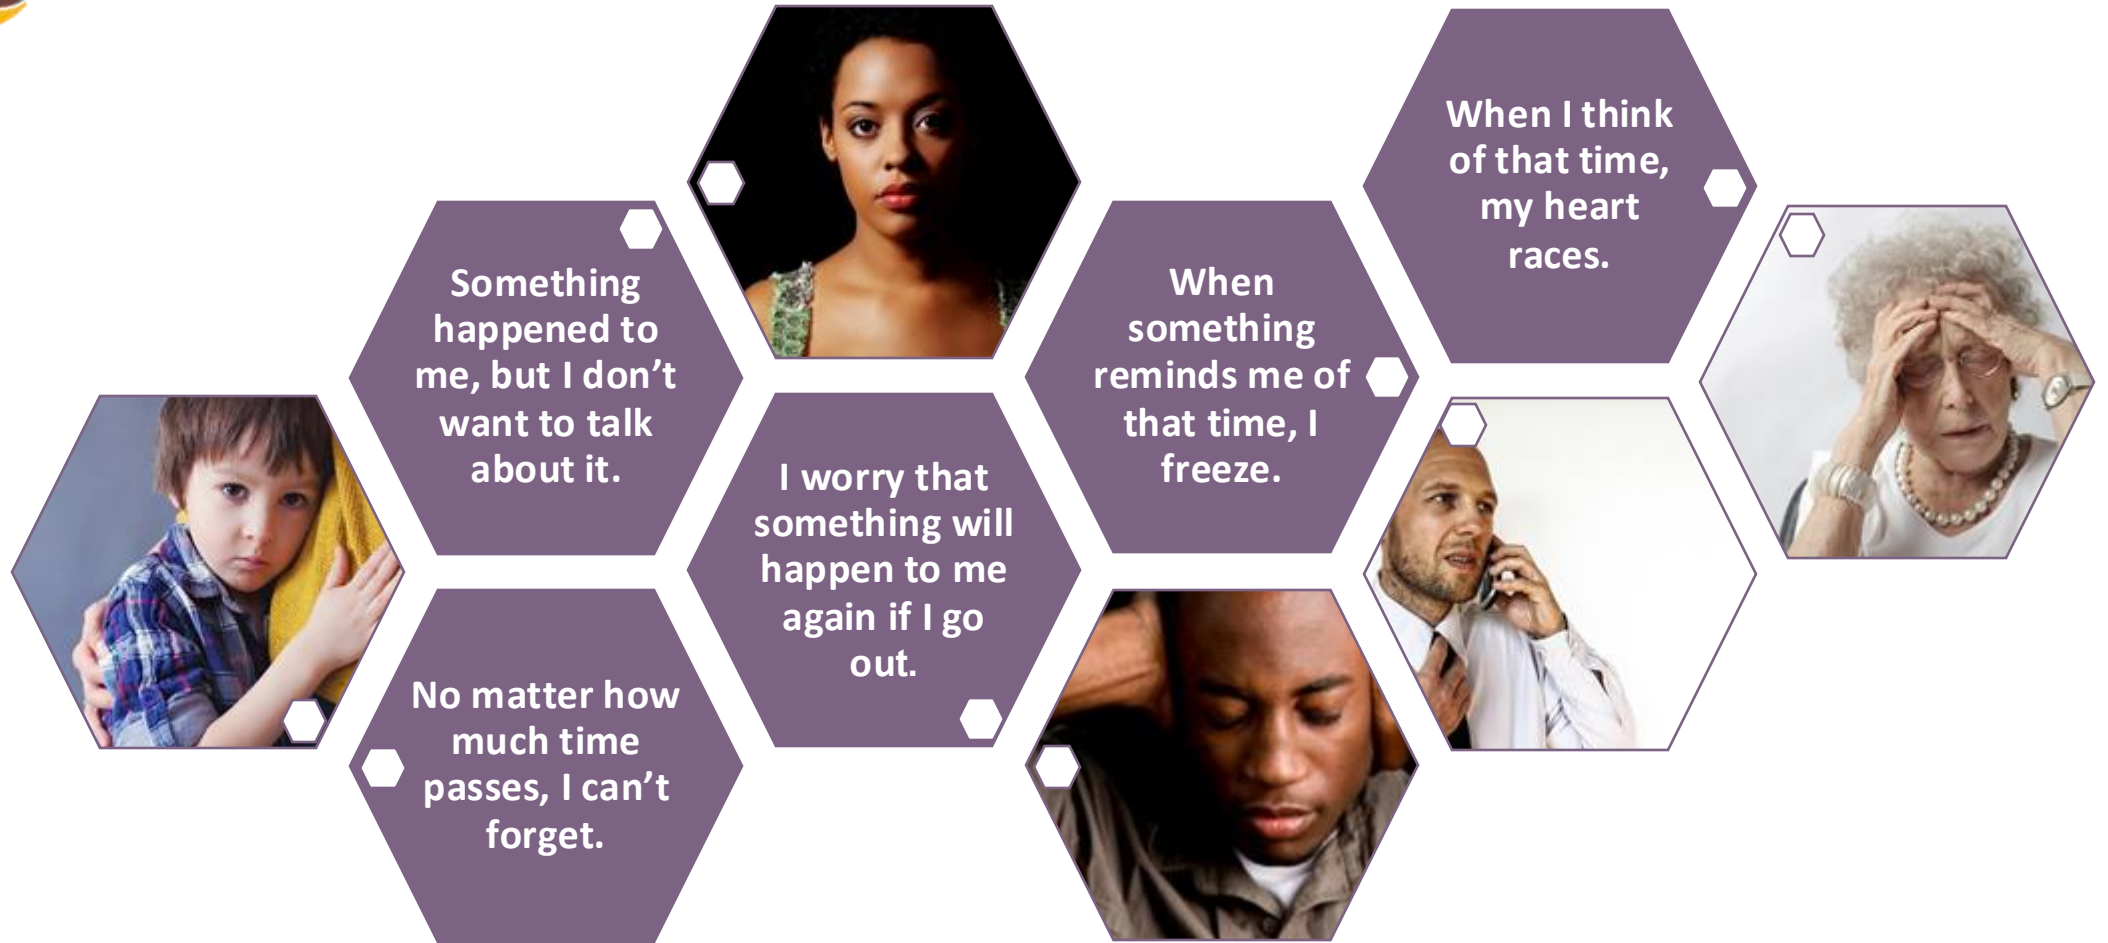 Something
happened to
me, but I don’t
want to talk
about it.
No matter how
much time
passes, I can’t
forget.
I worry that
something will
happen to me
again if I go
out.
When
something
reminds me of
that time, I
freeze.
When I think
of that time,
my heart
races.